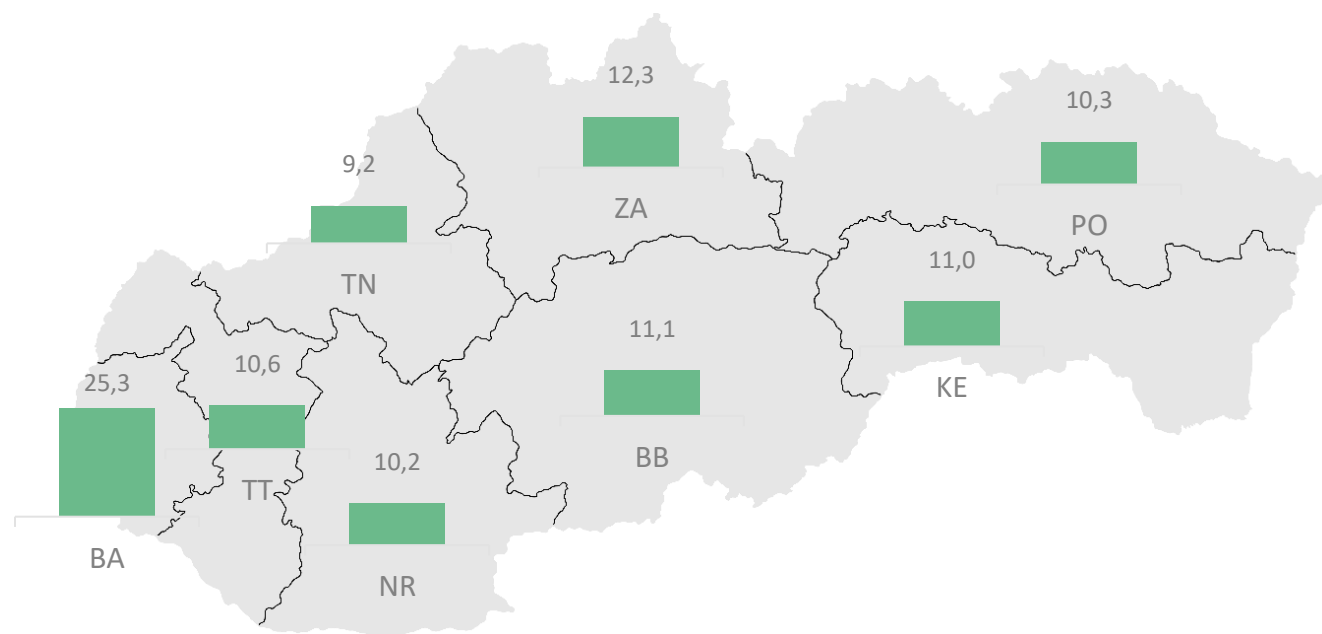 12,3
ZA
10,3
PO
9,2
TN
11,0
KE
11,1
BB
10,6
TT
25,3
BA
10,2
NR